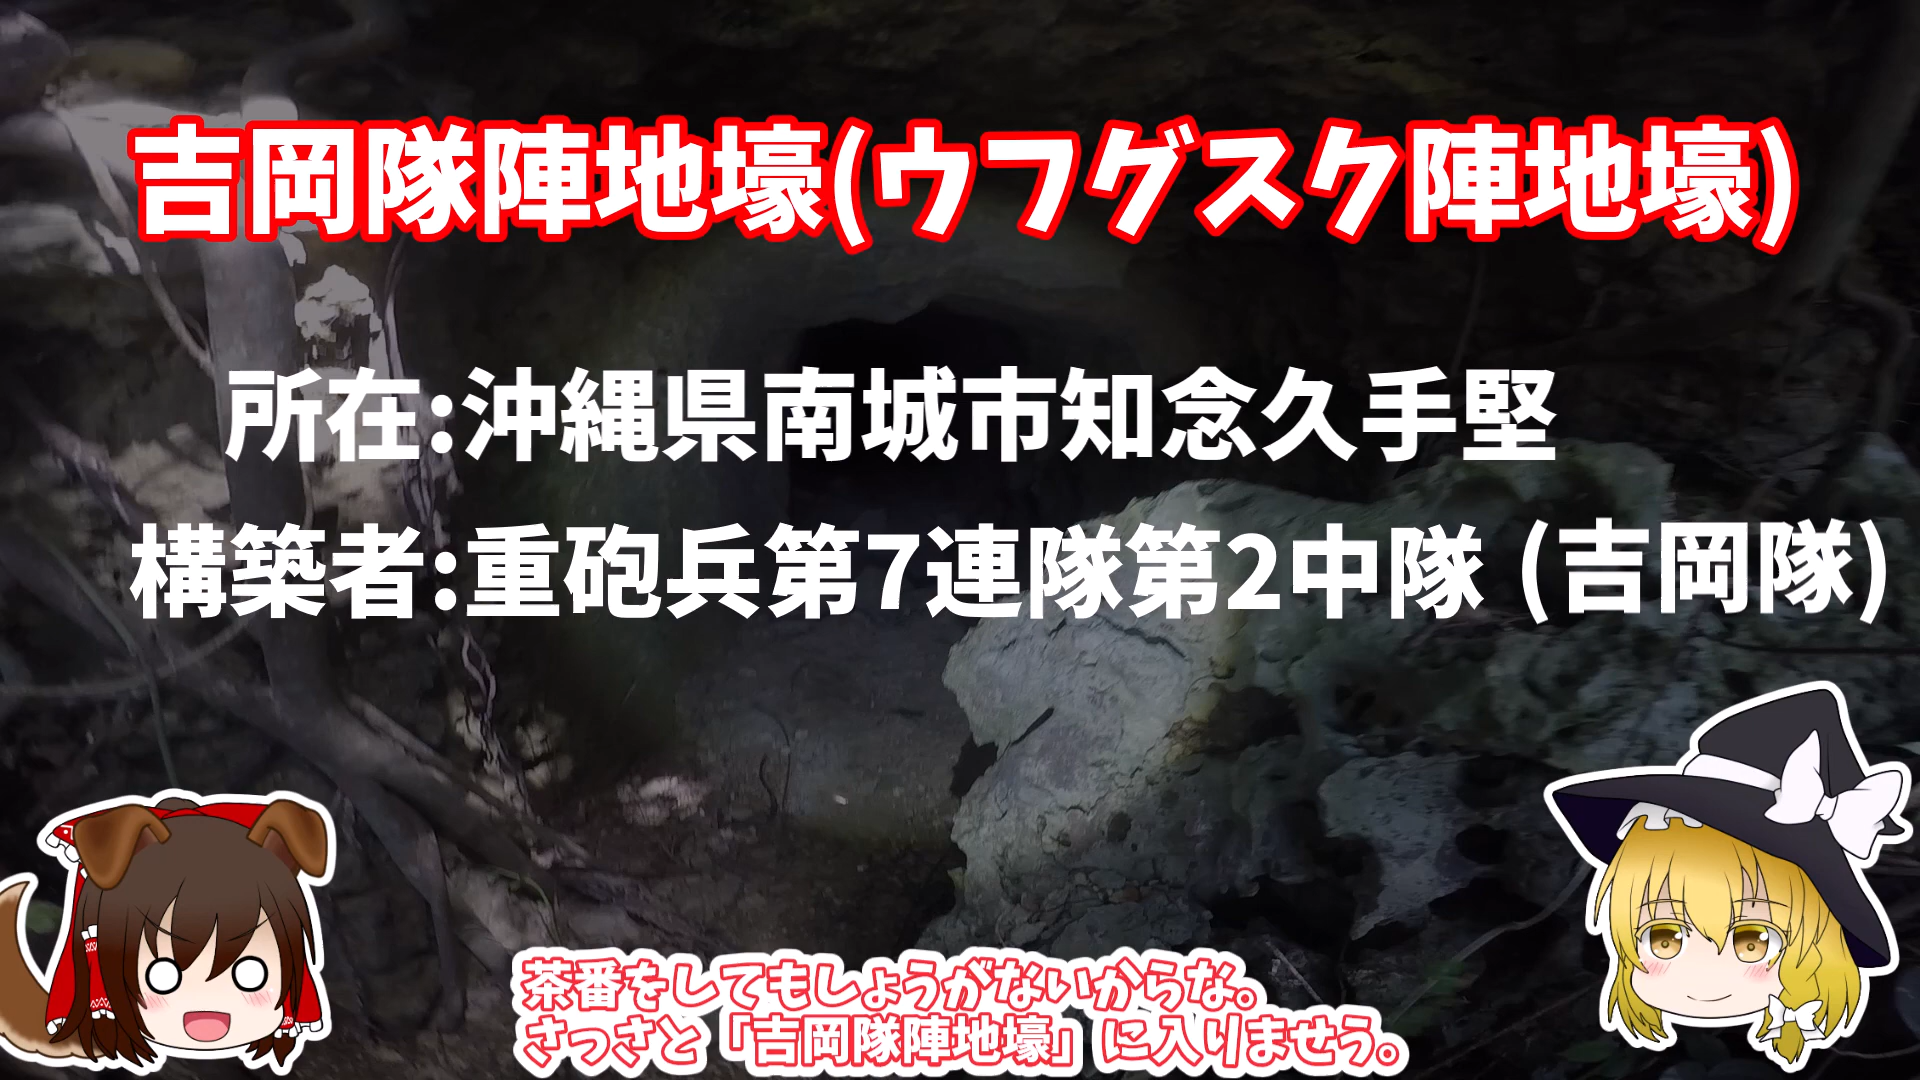 吉岡隊陣地壕(ウフグスク陣地壕)
所在:沖縄県南城市知念久手堅
構築者:重砲兵第7連隊第2中隊 (吉岡隊)
茶番をしてもしょうがないからな。
さっさと「吉岡隊陣地壕」に入りませう。